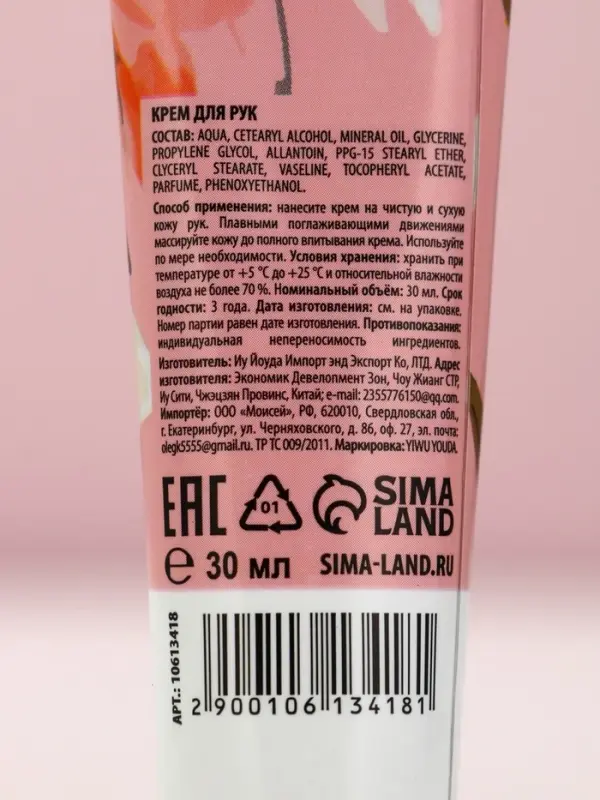 КРЕМ ДЛЯ РУК
СОСТАВ: AQUA, CETEARYL ALCOHOL, MINERAL OIL, GLYCERINE,
PROPYLENE GLYCOL, ALLANTOIN, PPG-15 STEARYL ETHER,
CLYCERYL STEARATE, VASELINE, TOCOPHERYL ACETATE,
PARFUME, PHENOXYETHANOL.
Способ применения: нанесите крем на чистую и сухую
кожу рук. Плавными поглаживающими движениями
массируйте кожу до полного впитывания крема. Используйте
по мере необходимости. Условия хранения: хранить при
температуре от +5 °С до +25 °С и относительной влажности
воздуха не более 70 %. Номинальный объём: 30 мл. Срок
годности: 3 года. Дата изготовления: см. на упаковке.
Номер партии равен дате изготовления. Противопоказания:
индивидуальная непереносимость ингредиентов.
Изготовитель: Иу Йоуда Импорт энд Экспорт Ко, ЛТД. Адрес
изготовителя: Экономик Девелопмент Зон, Чоу Жианг СТР,
Иу Сити, Чжэцзян Провинс, Китай; e-mail: 2355776150@qq.com.
Импортёр: ООО «Моисей», РФ, 620010, Свердловская обл.,
г. Екатеринбург, ул. Черняховского, д. 86, оф. 27, эл. почта:
olegk5555@gmail.ru. ТР ТС 009/2011. Маркировка: YIWU YOUDA.
EAC
01
SIMA
LAND
℮ 30 мл
SIMA-LAND.RU
АРТ.: 10613418
2 900106 134181